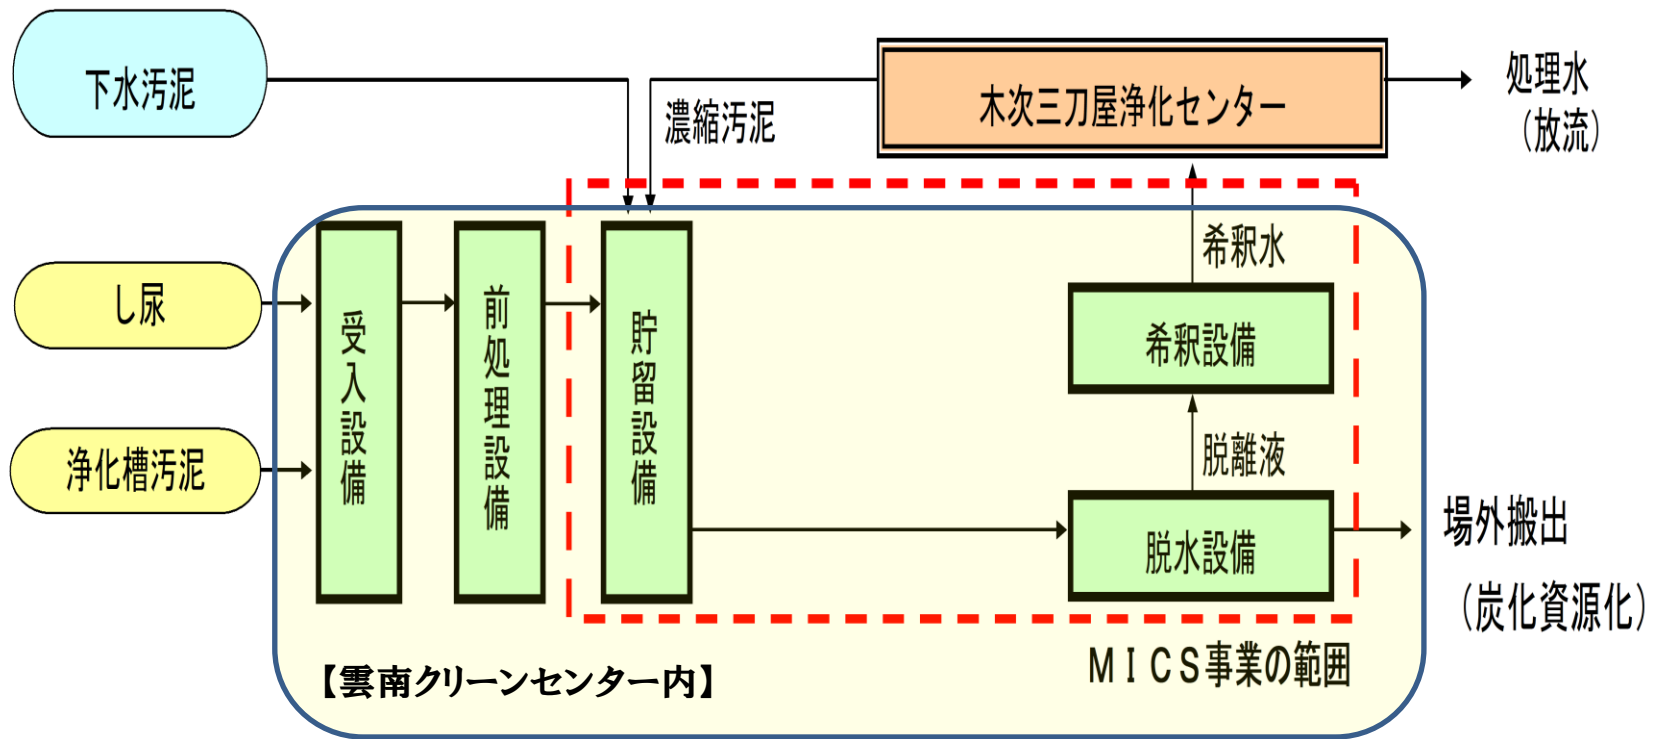 下水汚泥
濃縮汚泥
木次三刀屋浄化センター
処理水
（放流）
し尿
浄化槽汚泥
受入設備
前処理設備
貯留設備
希釈水
希釈設備
脱離液
脱水設備
場外搬出
（炭化資源化）
ＭＩＣＳ事業の範囲
【雲南クリーンセンター内】